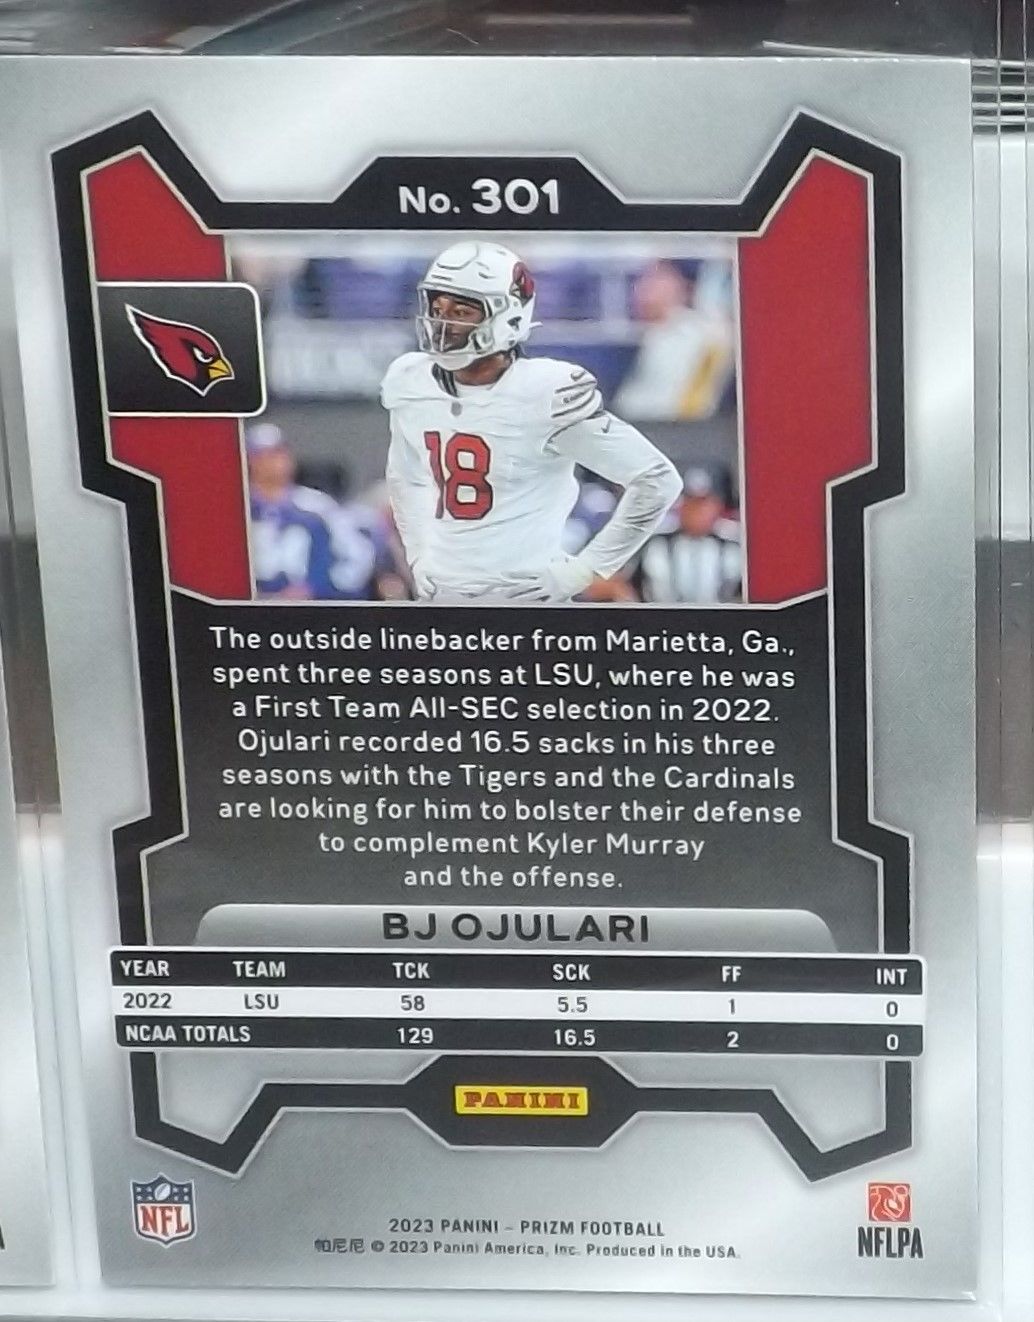 No. 301
18
The outside linebacker from Marietta, Ga.,
spent three seasons at LSU, where he was
a First Team All-SEC selection in 2022.
Ojulari recorded 16.5 sacks in his three
seasons with the Tigers and the Cardinals
are looking for him to bolster their defense
to complement Kyler Murray
and the offense.
BJ OJULARI
YEAR TEAM TCK SCK FF INT
2022 LSU 58 5.5 1 0
NCAA TOTALS 129 16.5 2 0
PANINI
NFL
2023 PANINI – PRIZM FOOTBALL
帕尼尼 © 2023 Panini America, Inc. Produced in the USA.
NFLPA